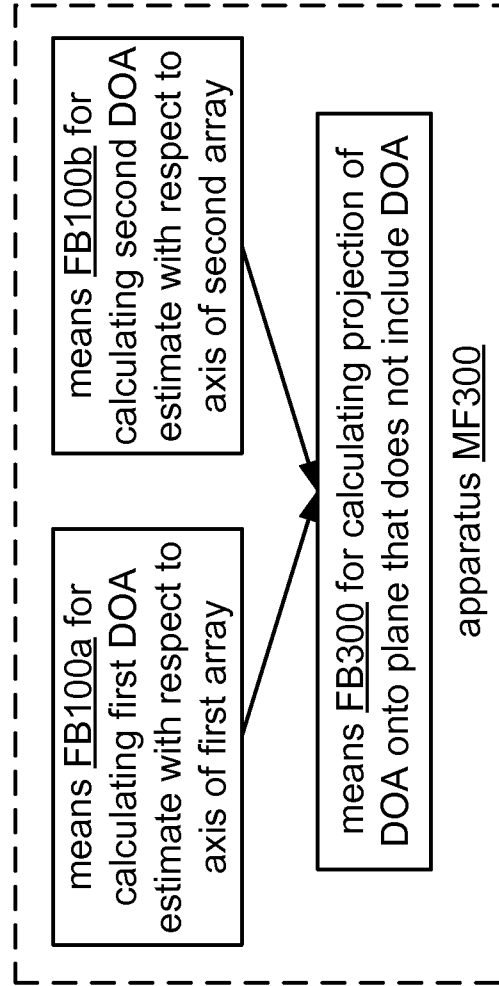 means FB100a for
calculating first DOA
estimate with respect to
axis of first array
means FB100b for
calculating second DOA
estimate with respect to
axis of second array
means FB300 for calculating projection of
DOA onto plane that does not include DOA
apparatus MF300